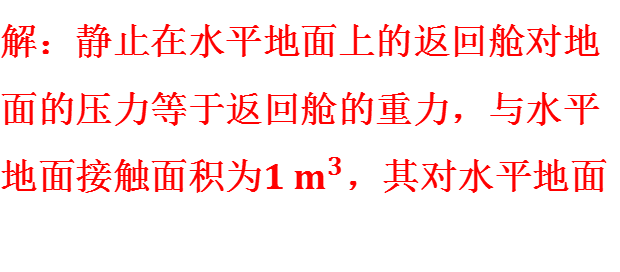 解：静止在水平地面上的返回舱对地
面的压力等于返回舱的重力，与水平
地面接触面积为1 m³，其对水平地面